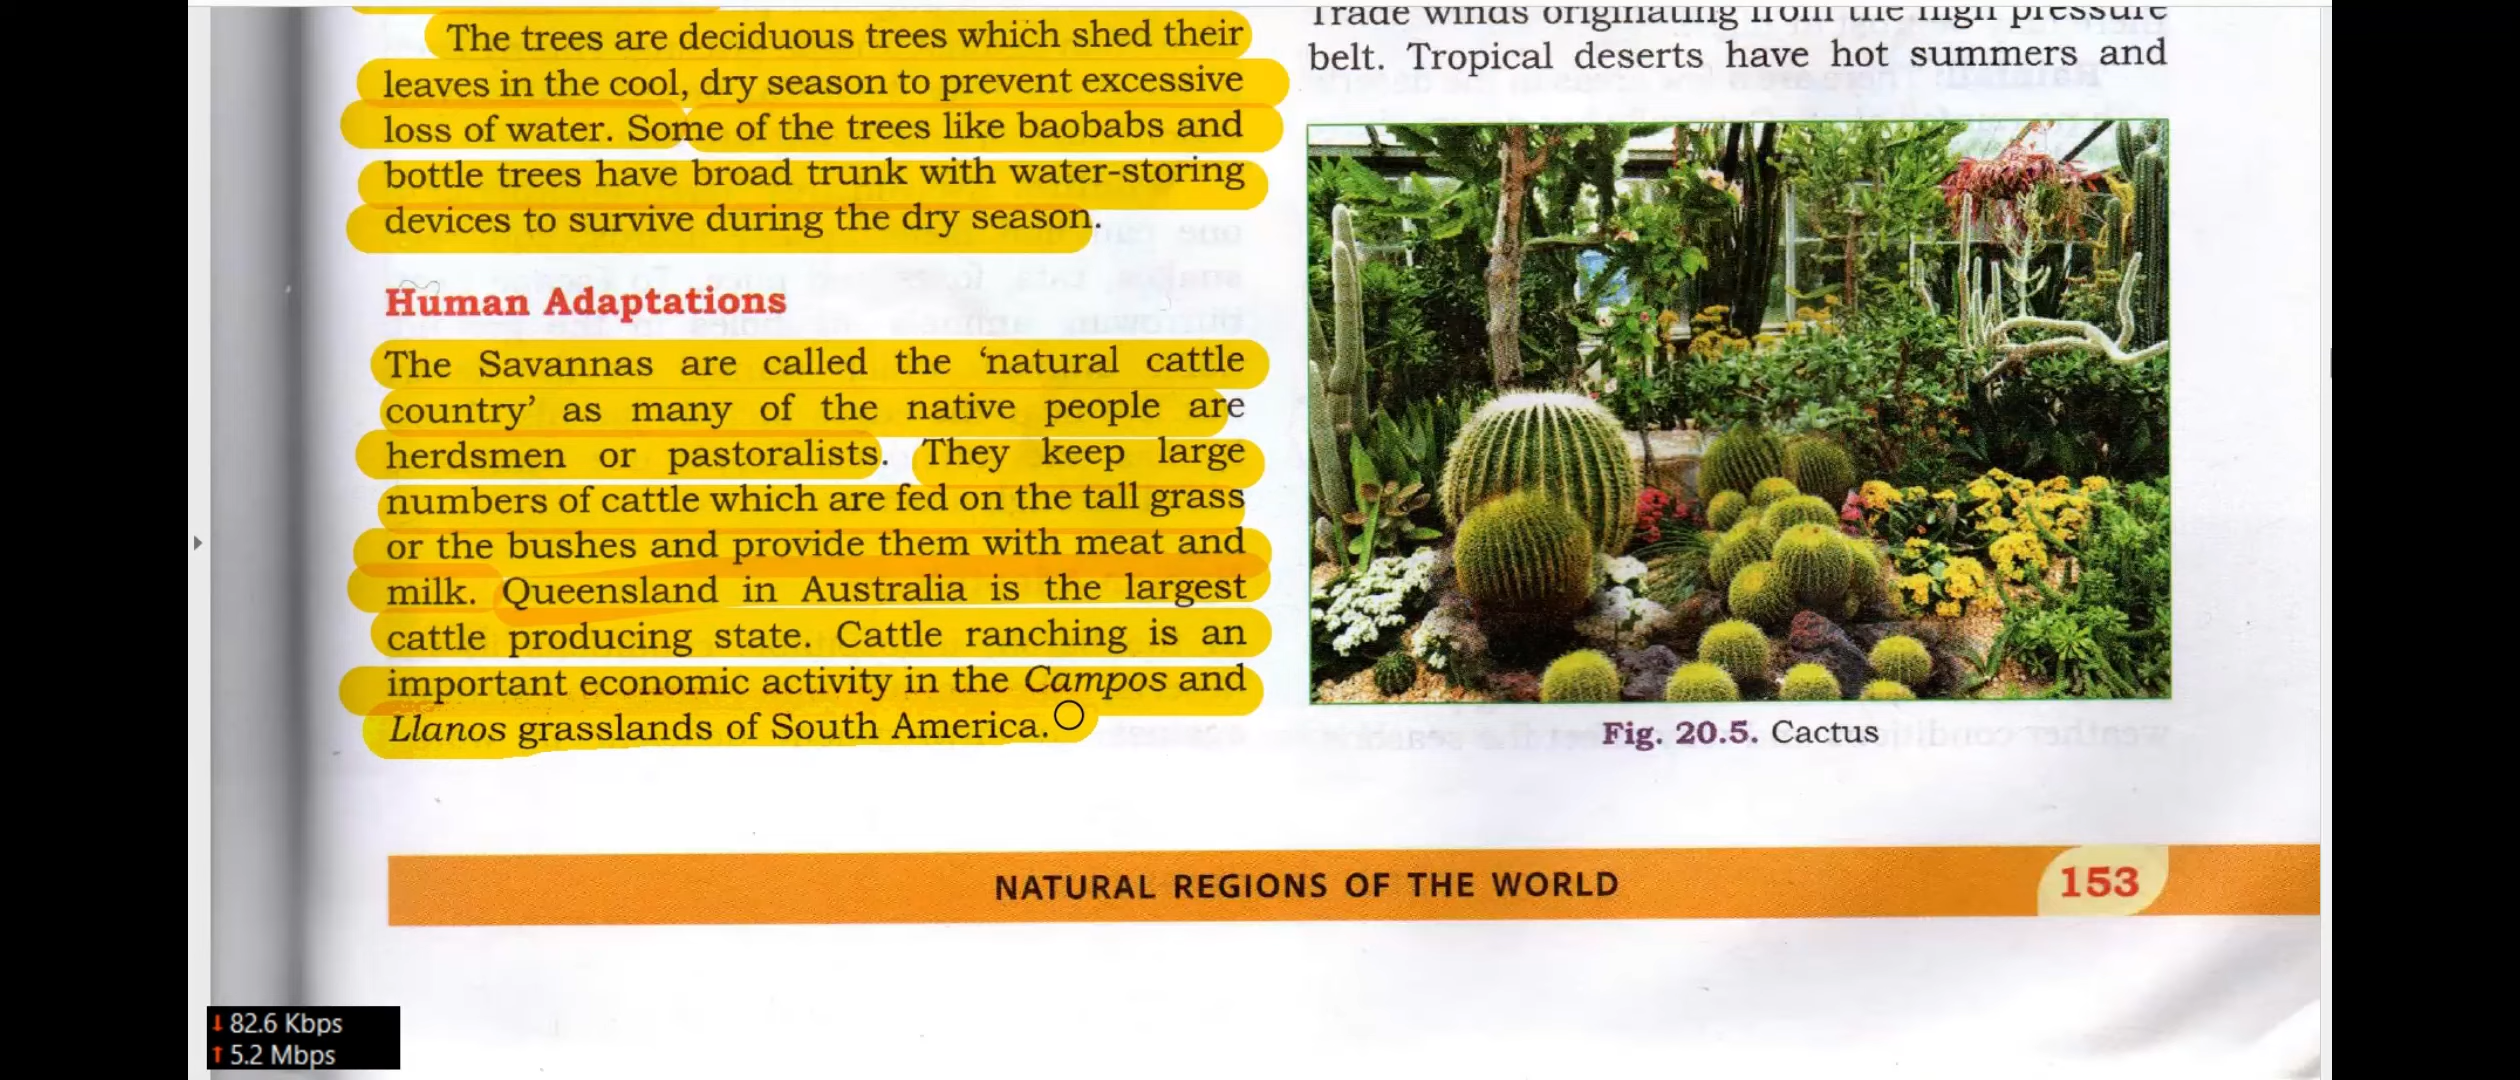 The trees are deciduous trees which shed their
leaves in the cool, dry season to prevent excessive
loss of water. Some of the trees like baobabs and
bottle trees have broad trunk with water-storing
devices to survive during the dry season.
Human Adaptations
The Savannas are called the ‘natural cattle
country’ as many of the native people are
herdsmen or pastoralists. They keep large
numbers of cattle which are fed on the tall grass
or the bushes and provide them with meat and
milk. Queensland in Australia is the largest
cattle producing state. Cattle ranching is an
important economic activity in the Campos and
Llanos grasslands of South America.
Trade winds originating from the high pressure
belt. Tropical deserts have hot summers and
Fig. 20.5. Cactus
NATURAL REGIONS OF THE WORLD
153
↓ 82.6 Kbps
↑ 5.2 Mbps